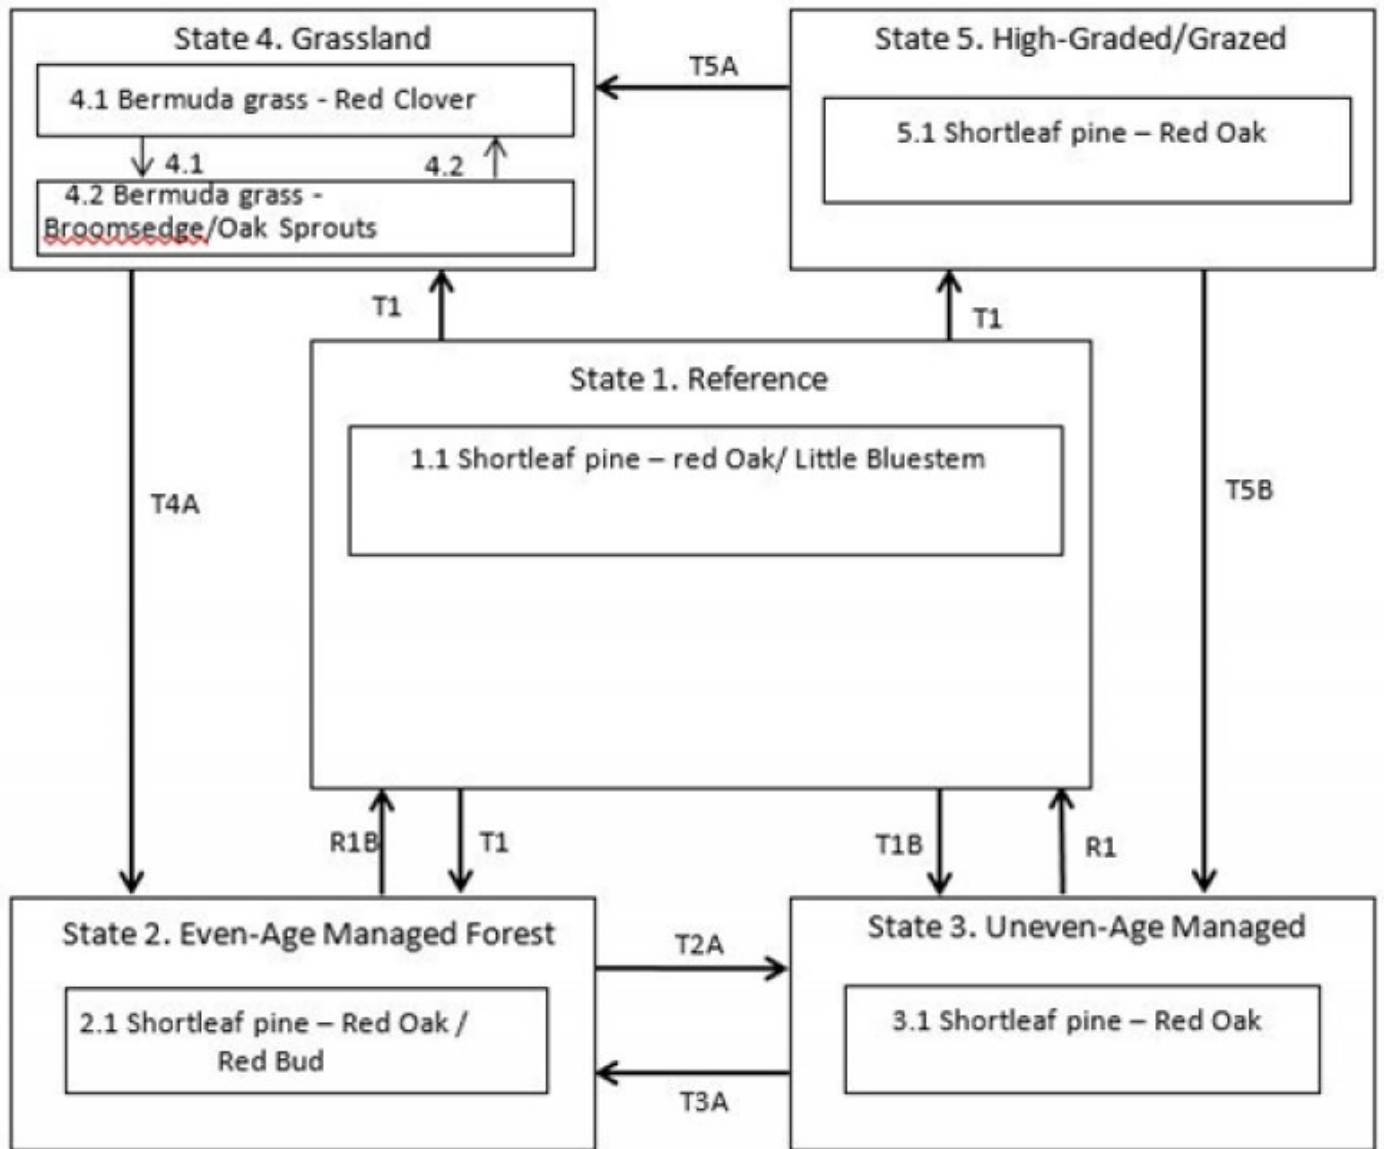 State 4. Grassland
4.1 Bermuda grass - Red Clover
4.1
4.2
4.2 Bermuda grass -
Broomsedge/Oak Sprouts
T5A
State 5. High-Graded/Grazed
5.1 Shortleaf pine – Red Oak
T1
T1
State 1. Reference
1.1 Shortleaf pine – red Oak/ Little Bluestem
T4A
T5B
R1B
T1
T1B
R1
State 2. Even-Age Managed Forest
2.1 Shortleaf pine – Red Oak /
Red Bud
T2A
T3A
State 3. Uneven-Age Managed
3.1 Shortleaf pine – Red Oak